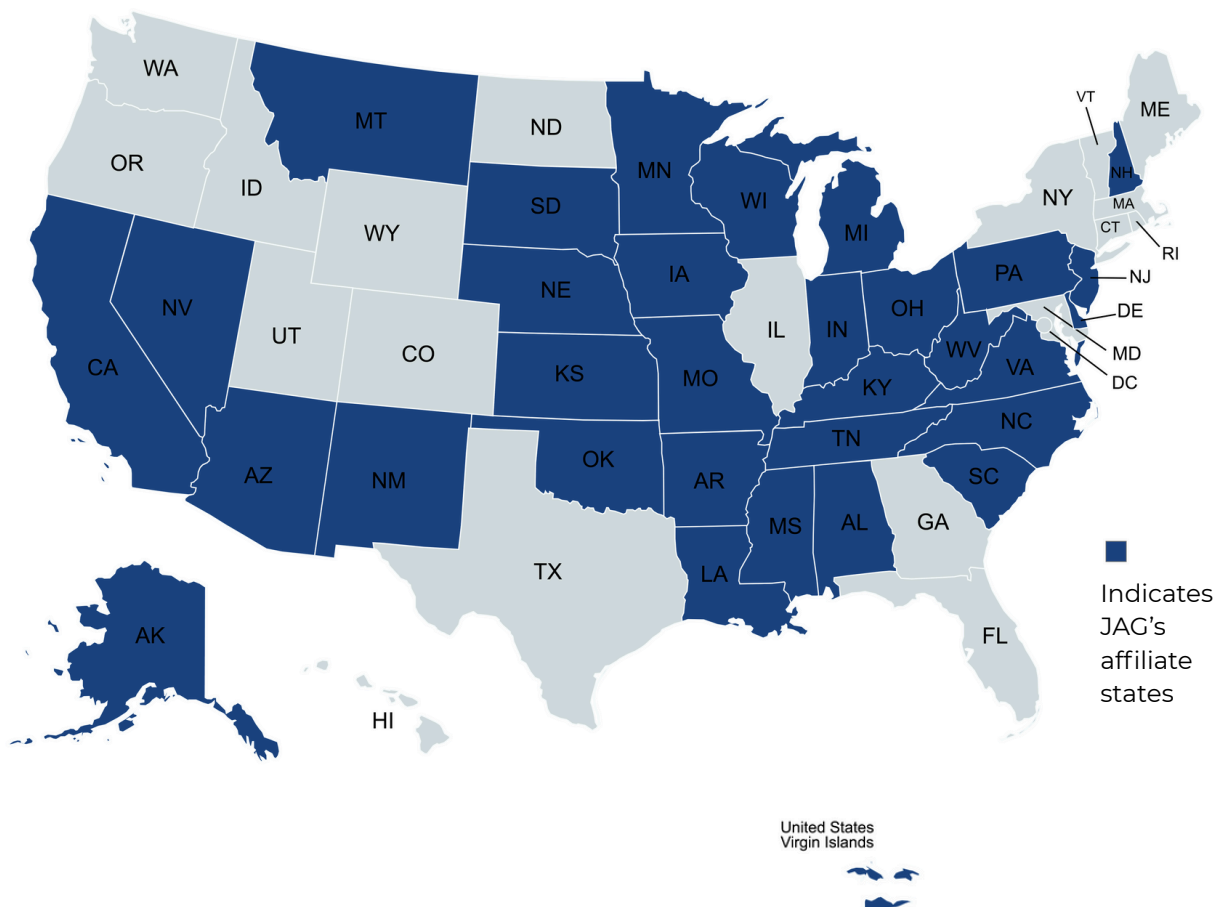 WA
MT
ND
MN
VT
ME
OR
ID
SD
WI
MI
NH
NY
MA
CT
RI
WY
NE
IA
PA
NJ
NV
UT
CO
IL
IN
OH
DE
CA
KS
MO
KY
WV
VA
MD
DC
AZ
NM
OK
AR
TN
NC
SC
MS
AL
GA
TX
LA
Indicates
JAG’s
affiliate
states
AK
FL
HI
United States
Virgin Islands